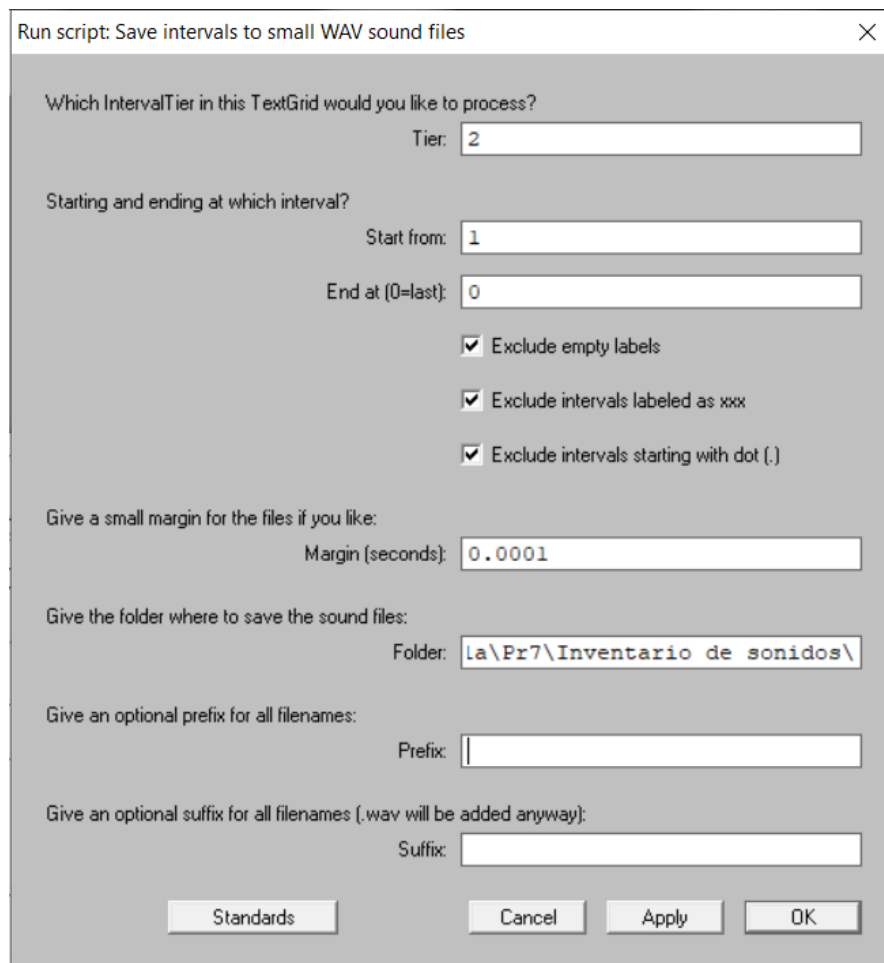 Run script: Save intervals to small WAV sound files
Which IntervalTier in this TextGrid would you like to process?
Tier: 2
Starting and ending at which interval?
Start from: 1
End at (0=last): 0
Exclude empty labels
Exclude intervals labeled as xxx
Exclude intervals starting with dot (.)
Give a small margin for the files if you like:
Margin (seconds): 0.0001
Give the folder where to save the sound files:
Folder: la\Pr7\Inventario de sonidos\
Give an optional prefix for all filenames:
Prefix:
Give an optional suffix for all filenames (.wav will be added anyway):
Suffix:
Standards Cancel Apply OK